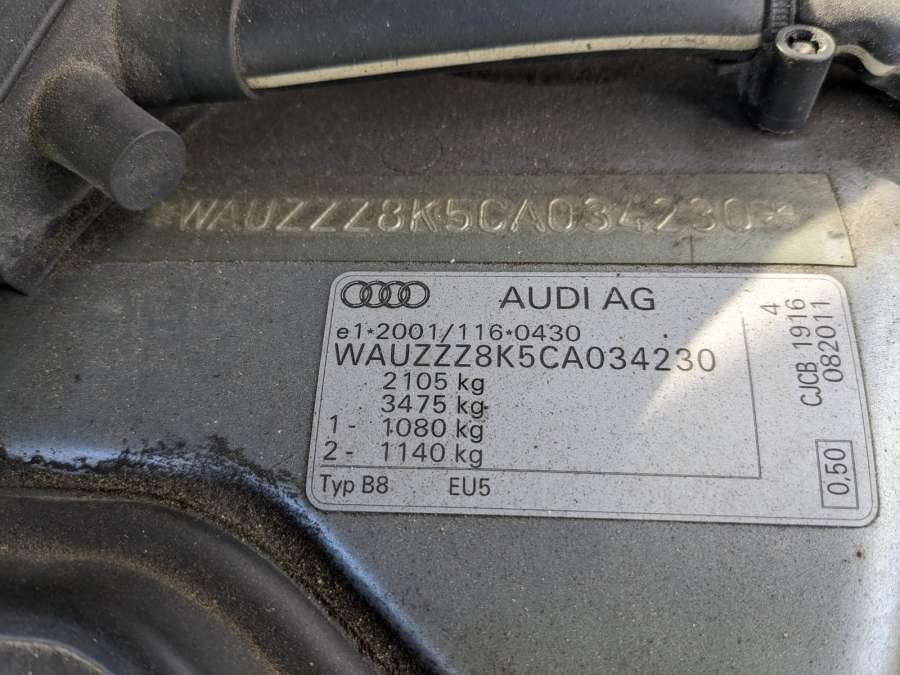 *WAUZZZ8K5CA034230*
AUDI AG
e1*2001/116*0430
WAUZZZ8K5CA034230
2105 kg
3475 kg
1- 1080 kg
2- 1140 kg
Typ B8 EU5
4
CJCB 1916
082011
0,50